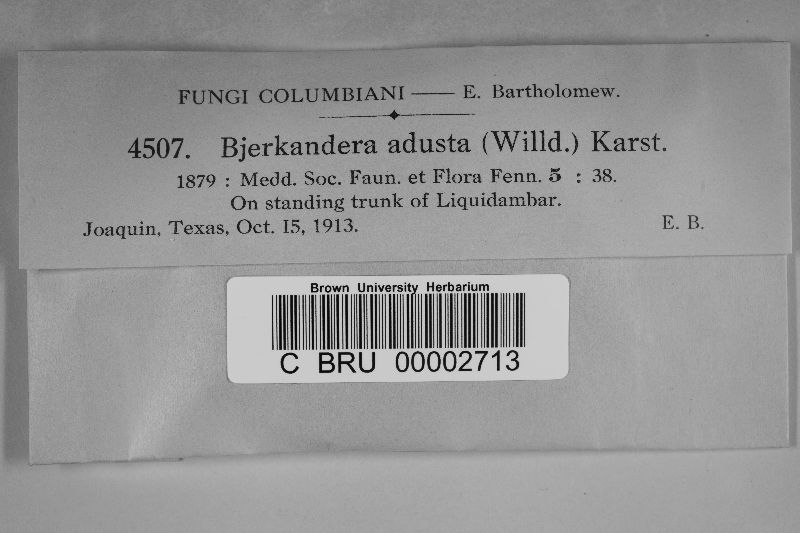 FUNGI COLUMBIANI — E. Bartholomew.
4507. Bjerkandera adusta (Willd.) Karst.
1879 : Medd. Soc. Faun. et Flora Fenn. 5 : 38.
On standing trunk of Liquidambar.
Joaquin, Texas, Oct. 15, 1913. E. B.
Brown University Herbarium
C BRU 00002713